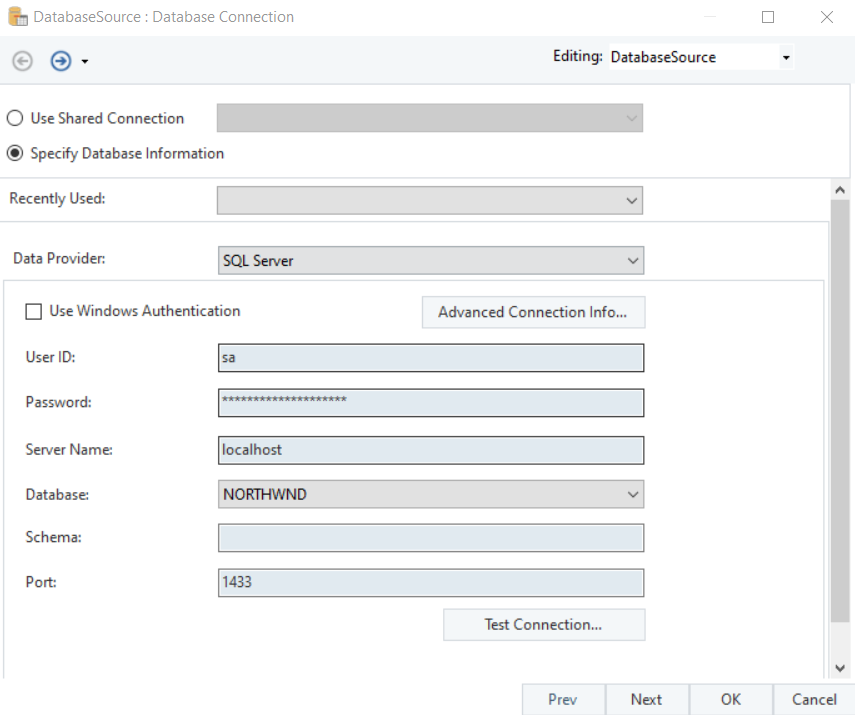 DatabaseSource : Database Connection
Editing: DatabaseSource
Use Shared Connection
Specify Database Information
Recently Used:
Data Provider: SQL Server
Use Windows Authentication Advanced Connection Info...
User ID: sa
Password: ********************
Server Name: localhost
Database: NORTHWND
Schema:
Port: 1433
Test Connection...
Prev Next OK Cancel